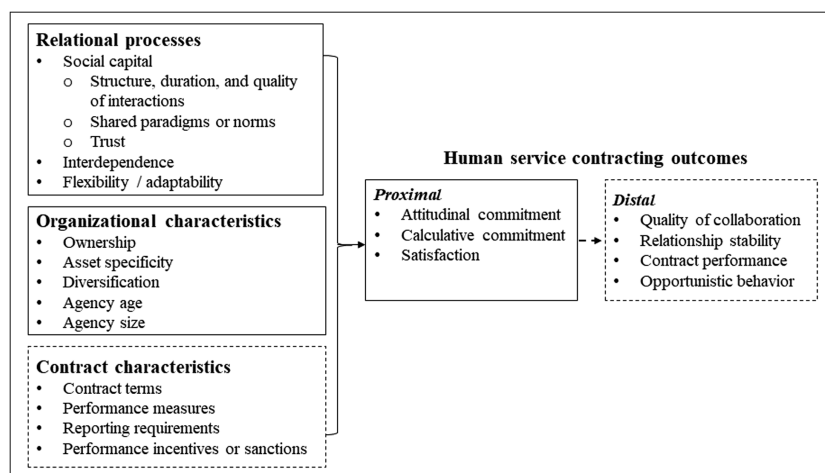 Relational processes
• Social capital
o Structure, duration, and quality
of interactions
o Shared paradigms or norms
o Trust
• Interdependence
• Flexibility / adaptability
Organizational characteristics
• Ownership
• Asset specificity
• Diversification
• Agency age
• Agency size
Contract characteristics
• Contract terms
• Performance measures
• Reporting requirements
• Performance incentives or sanctions
Human service contracting outcomes
Proximal
• Attitudinal commitment
• Calculative commitment
• Satisfaction
Distal
• Quality of collaboration
• Relationship stability
• Contract performance
• Opportunistic behavior